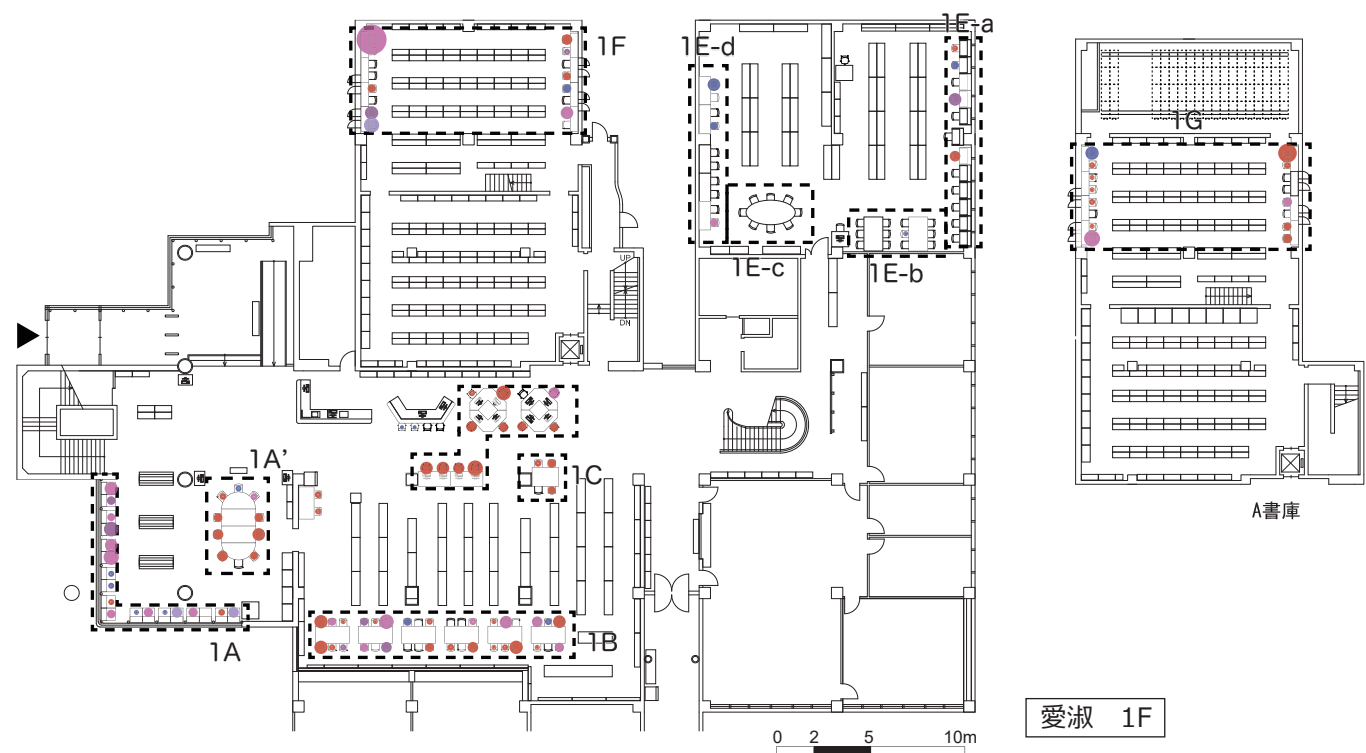 1F
1E-d
1E-a
1G
1E-c
1E-b
UP
DN
A書庫
1A'
1C
1A
1B
愛淑 1F
0 2 5 10m